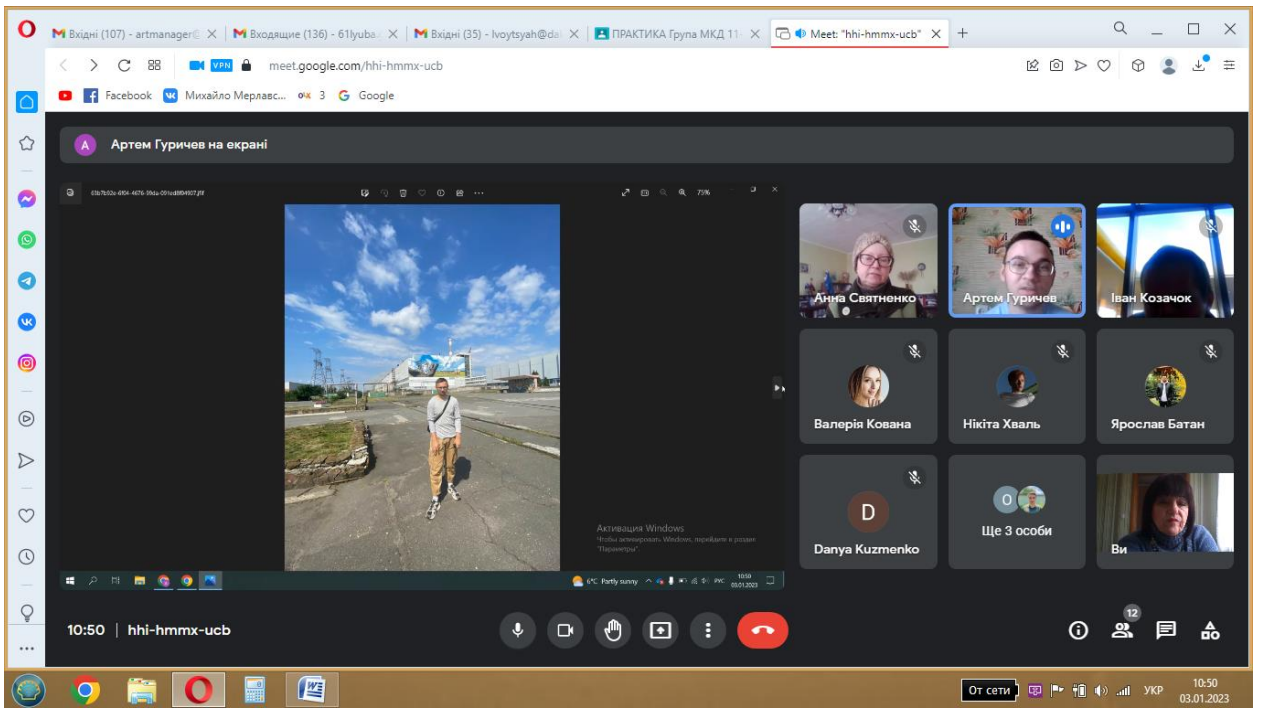 Вхідні (107) - artmanager
Входящие (136) - 61lyuba.
Вхідні (35) - lvoytsyah@da
ПРАКТИКА Група МКД 11
Meet: "hhi-hmmx-ucb"
VPN meet.google.com/hhi-hmmx-ucb
Facebook
Михайло Мерлавс...
3
Google
А
Артем Гуричев на екрані
75%
Анна Святненко
Артем Гуричев
Іван Козачок
Валерія Кована
Нікіта Хваль
Ярослав Батан
D
Danya Kuzmenko
O
Ще 3 особи
Ви
Активация Windows
Чтобы активировать Windows, перейдите в раздел
"Параметры".
6°C Partly sunny
РУС
10:50
03.01.2023
10:50 | hhi-hmmx-ucb
12
От сети
УКР
10:50
03.01.2023